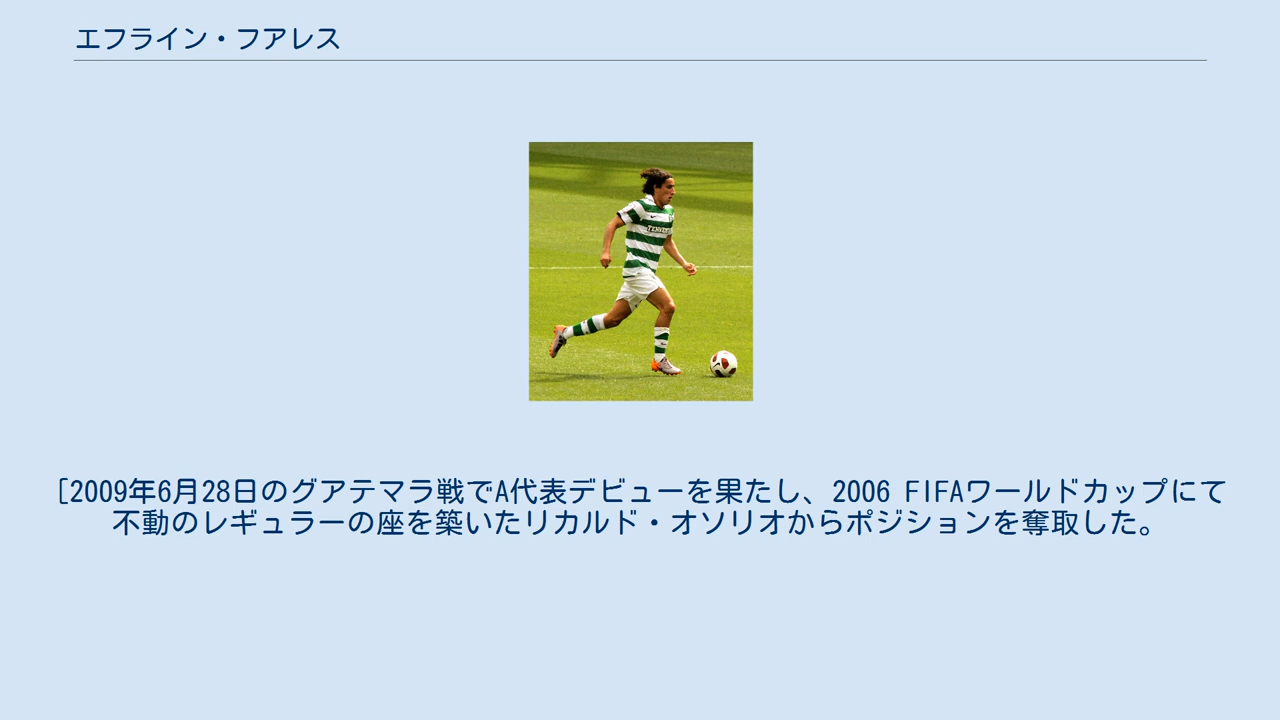 エフライン・フアレス
[2009年6月28日のグアテマラ戦でA代表デビューを果たし、2006 FIFAワールドカップにて
不動のレギュラーの座を築いたリカルド・オソリオからポジションを奪取した。